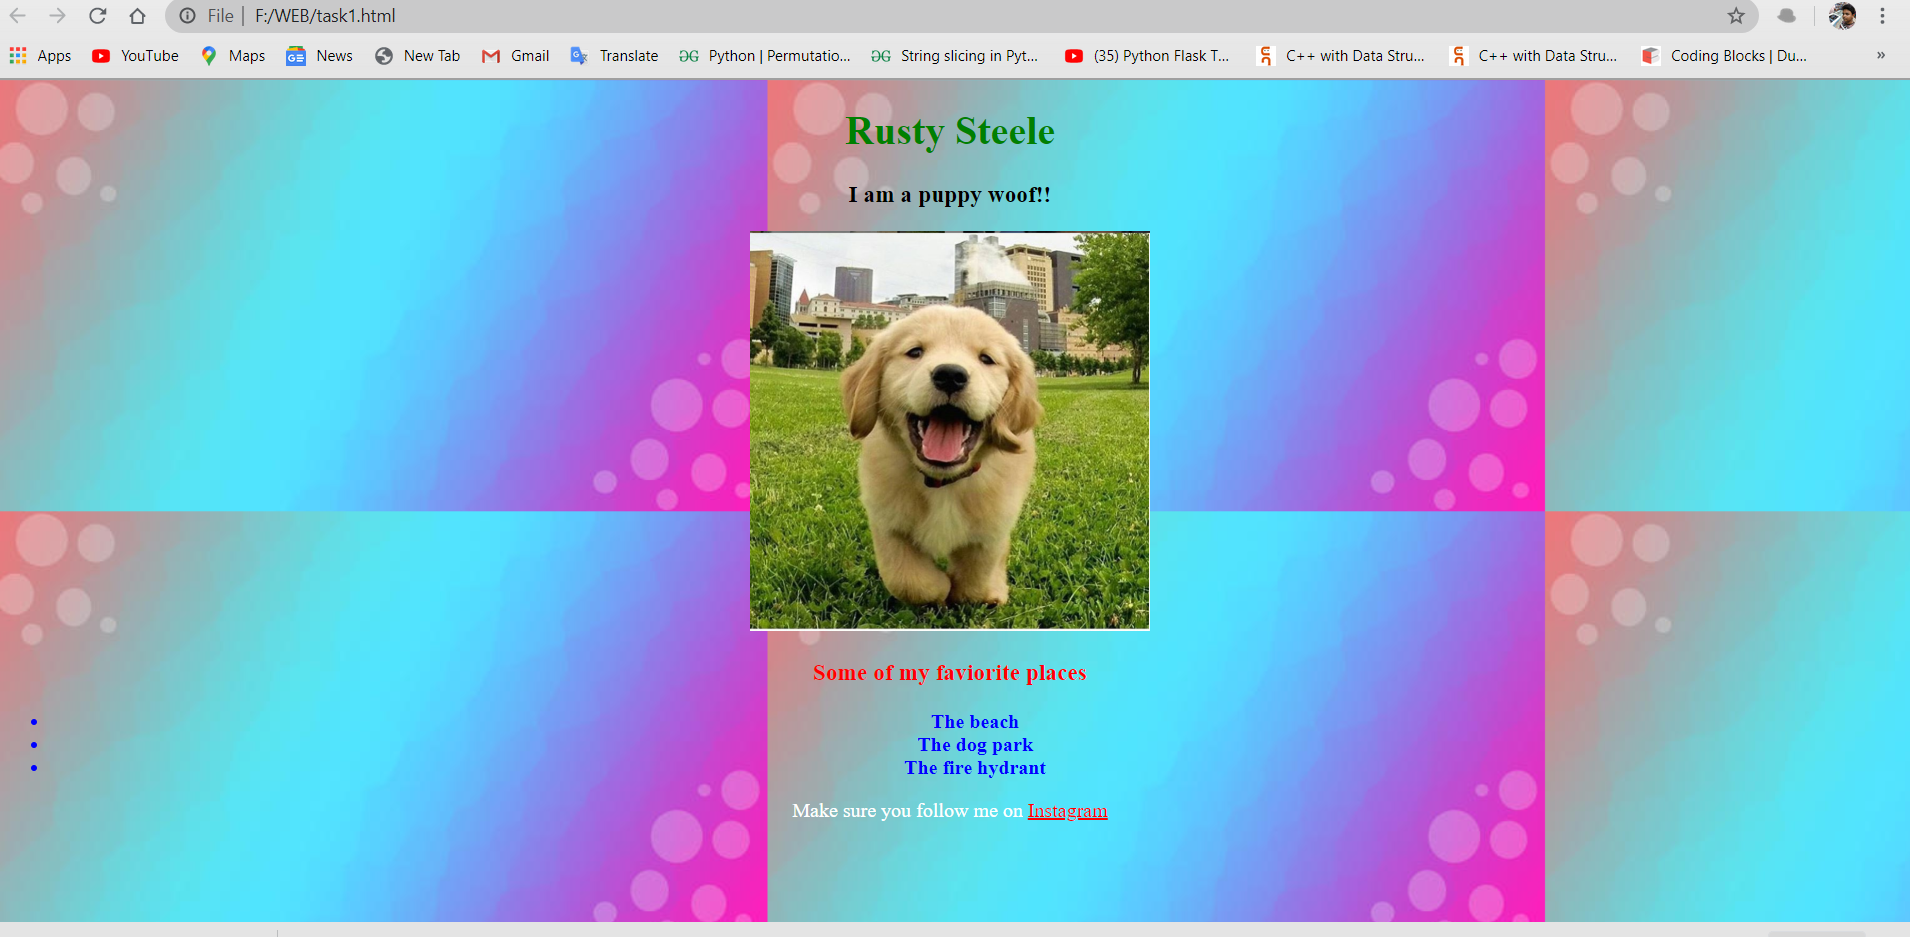 File | F:/WEB/task1.html
Apps YouTube Maps News New Tab Gmail Translate Python | Permutatio... String slicing in Pyt... (35) Python Flask T... C++ with Data Stru... C++ with Data Stru... Coding Blocks | Du... »
Rusty Steele
I am a puppy woof!!
Some of my faviorite places
• The beach
• The dog park
• The fire hydrant
Make sure you follow me on Instagram